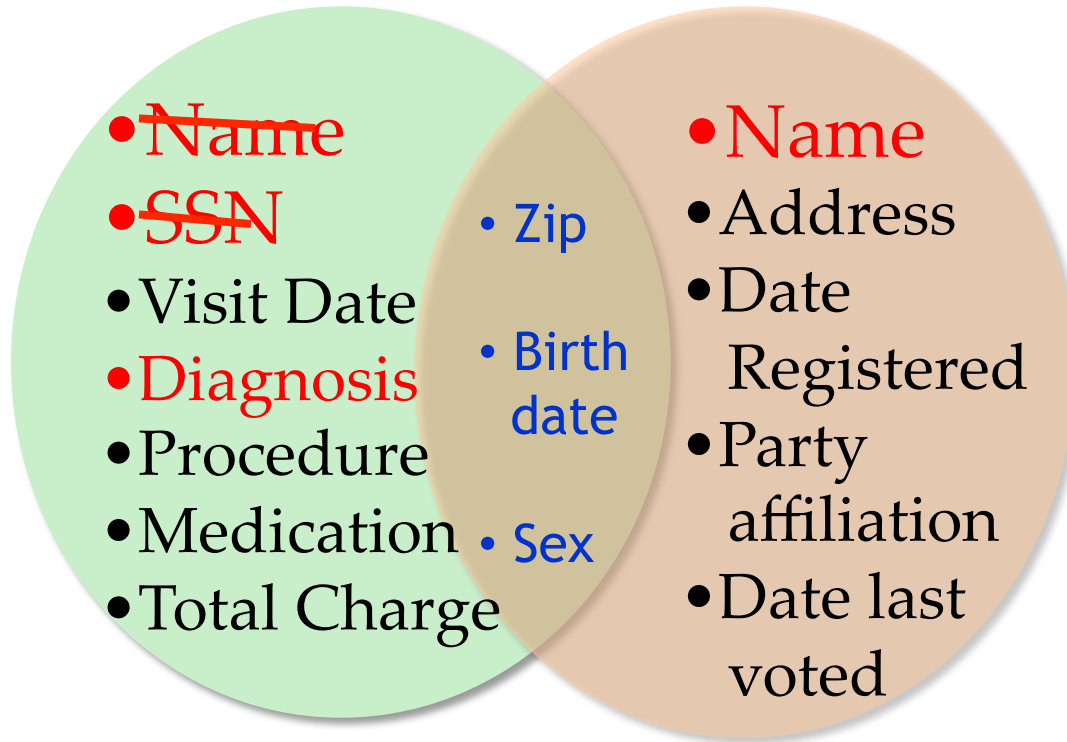 •Name
•SSN
•Visit Date
•Diagnosis
•Procedure
•Medication
•Total Charge
• Zip
• Birth
date
• Sex
•Name
•Address
•Date
Registered
•Party
affiliation
•Date last
voted